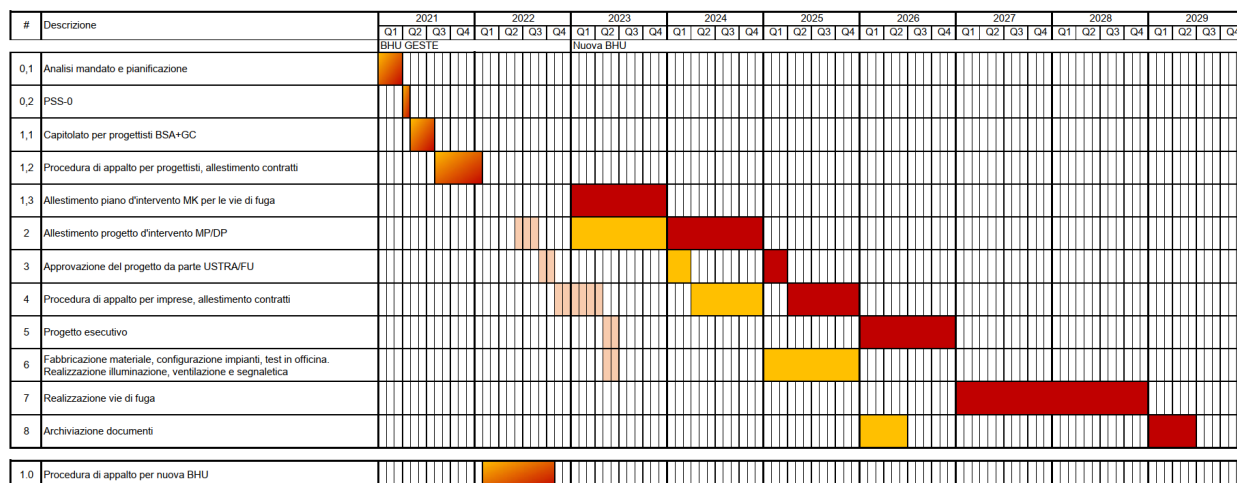 # Descrizione 2021 2022 2023 2024 2025 2026 2027 2028 2029
Q1 Q2 Q3 Q4 Q1 Q2 Q3 Q4 Q1 Q2 Q3 Q4 Q1 Q2 Q3 Q4 Q1 Q2 Q3 Q4 Q1 Q2 Q3 Q4 Q1 Q2 Q3 Q4 Q1 Q2 Q3 Q4 Q1 Q2 Q3 Q4
BHU GESTE Nuova BHU
0,1 Analisi mandato e pianificazione
0,2 PSS-0
1,1 Capitolato per progettisti BSA+GC
1,2 Procedura di appalto per progettisti, allestimento contratti
1,3 Allestimento piano d'intervento MK per le vie di fuga
2 Allestimento progetto d'intervento MP/DP
3 Approvazione del progetto da parte USTRA/FU
4 Procedura di appalto per imprese, allestimento contratti
5 Progetto esecutivo
6 Fabbricazione materiale, configurazione impianti, test in officina.
Realizzazione illuminazione, ventilazione e segnaletica
7 Realizzazione vie di fuga
8 Archiviazione documenti
1.0 Procedura di appalto per nuova BHU